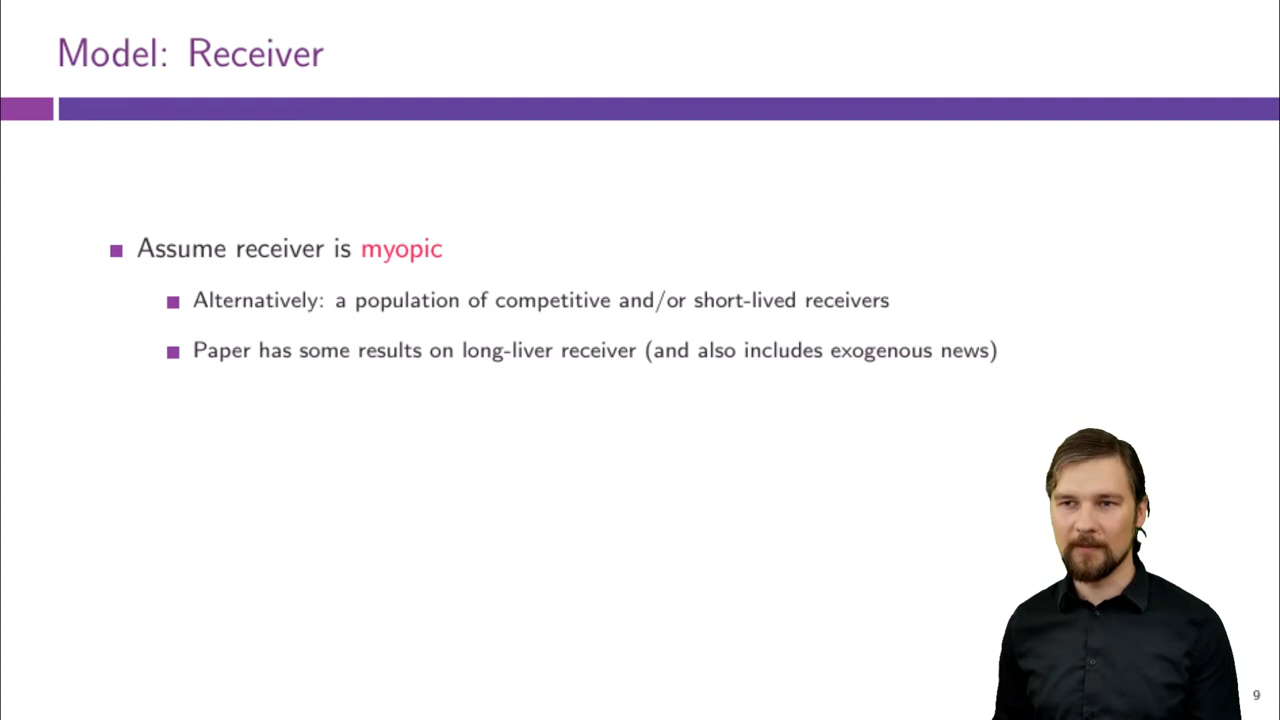 Model: Receiver
Assume receiver is myopic
Alternatively: a population of competitive and/or short-lived receivers
Paper has some results on long-liver receiver (and also includes exogenous news)
9